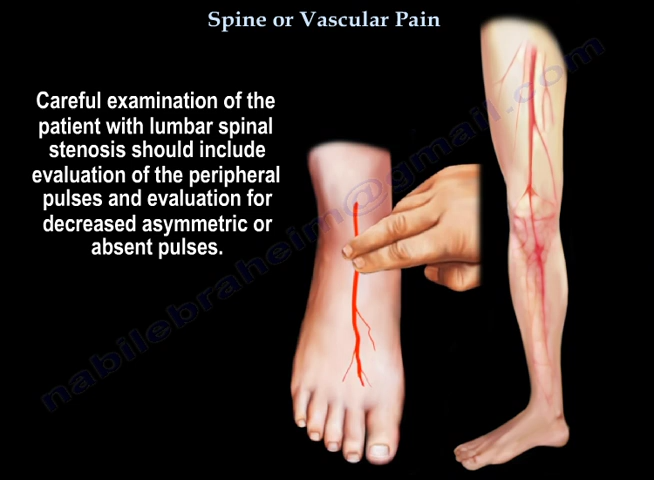 Spine or Vascular Pain
Careful examination of the
patient with lumbar spinal
stenosis should include
evaluation of the peripheral
pulses and evaluation for
decreased asymmetric or
absent pulses.
nabilebraheim@gmail.com